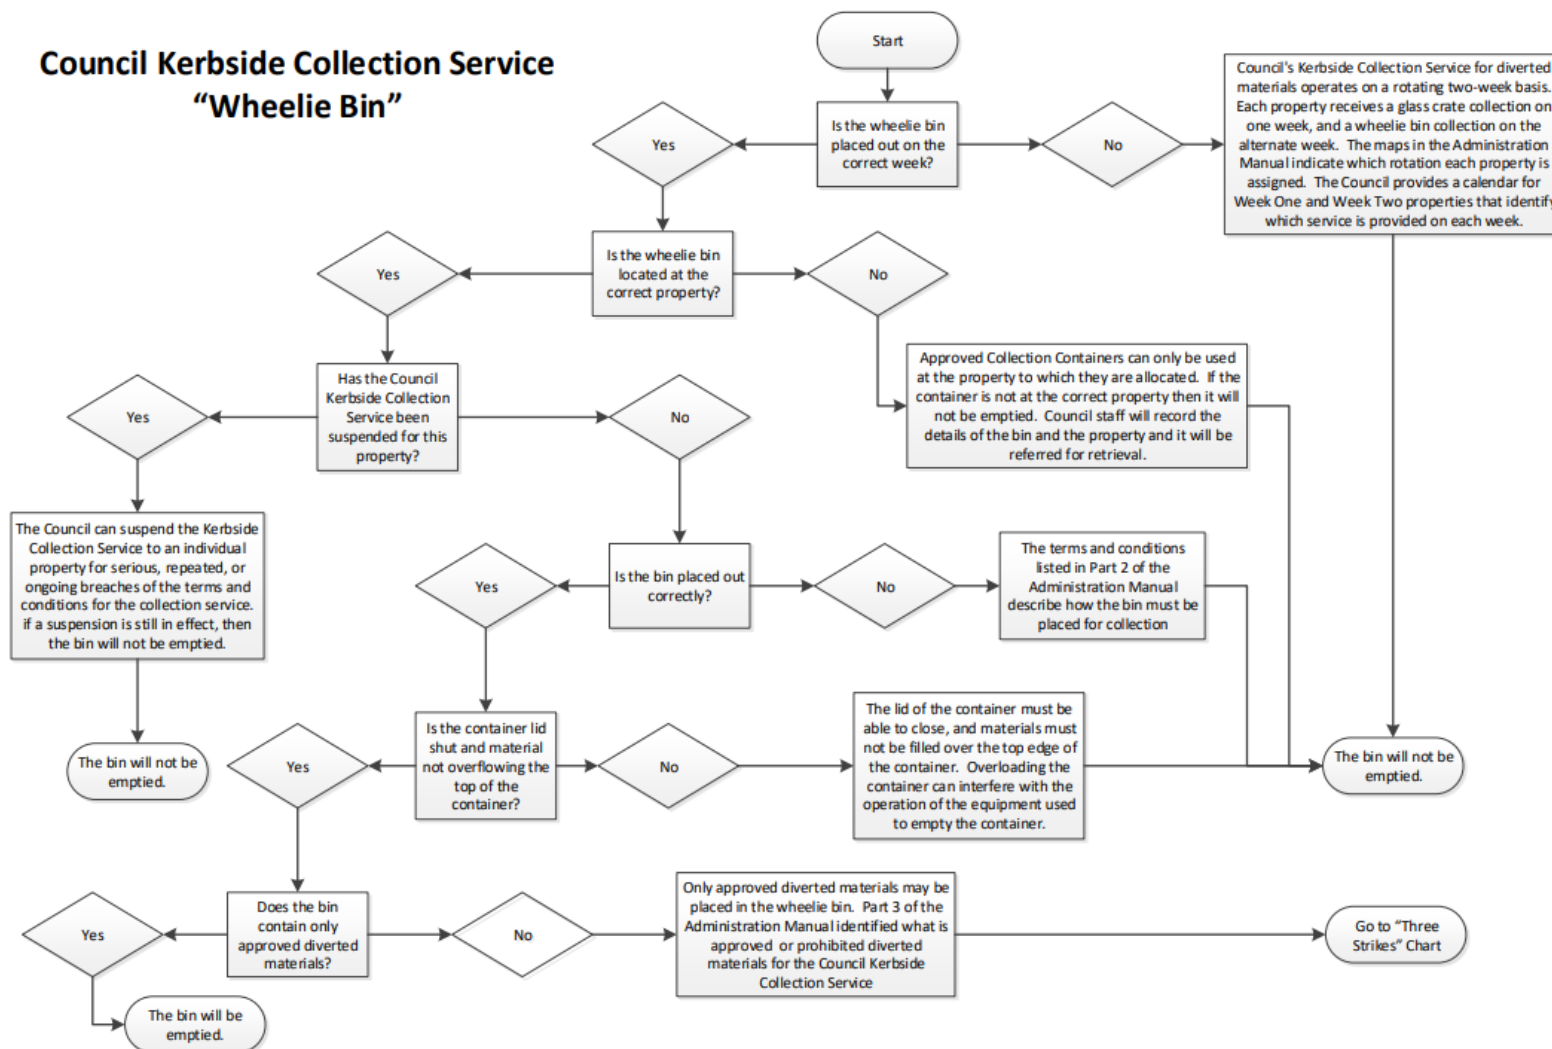 Council Kerbside Collection Service
“Wheelie Bin”
Start
Is the wheelie bin
placed out on the
correct week?
Yes
No
Council's Kerbside Collection Service for diverted
materials operates on a rotating two-week basis.
Each property receives a glass crate collection on
one week, and a wheelie bin collection on the
alternate week. The maps in the Administration
Manual indicate which rotation each property is
assigned. The Council provides a calendar for
Week One and Week Two properties that identify
which service is provided on each week.
Is the wheelie bin
located at the
correct property?
Yes
No
Approved Collection Containers can only be used
at the property to which they are allocated. If the
container is not at the correct property then it will
not be emptied. Council staff will record the
details of the bin and the property and it will be
referred for retrieval.
Has the Council
Kerbside Collection
Service been
suspended for this
property?
Yes
No
The Council can suspend the Kerbside
Collection Service to an individual
property for serious, repeated, or
ongoing breaches of the terms and
conditions for the collection service.
if a suspension is still in effect, then
the bin will not be emptied.
The bin will not be
emptied.
Is the bin placed out
correctly?
Yes
No
The terms and conditions
listed in Part 2 of the
Administration Manual
describe how the bin must be
placed for collection
Is the container lid
shut and material
not overflowing the
top of the
container?
Yes
No
The lid of the container must be
able to close, and materials must
not be filled over the top edge of
the container. Overloading the
container can interfere with the
operation of the equipment used
to empty the container.
The bin will not be
emptied.
Does the bin
contain only
approved diverted
materials?
Yes
No
Only approved diverted materials may be
placed in the wheelie bin. Part 3 of the
Administration Manual identified what is
approved or prohibited diverted
materials for the Council Kerbside
Collection Service
Go to “Three
Strikes” Chart
The bin will be
emptied.